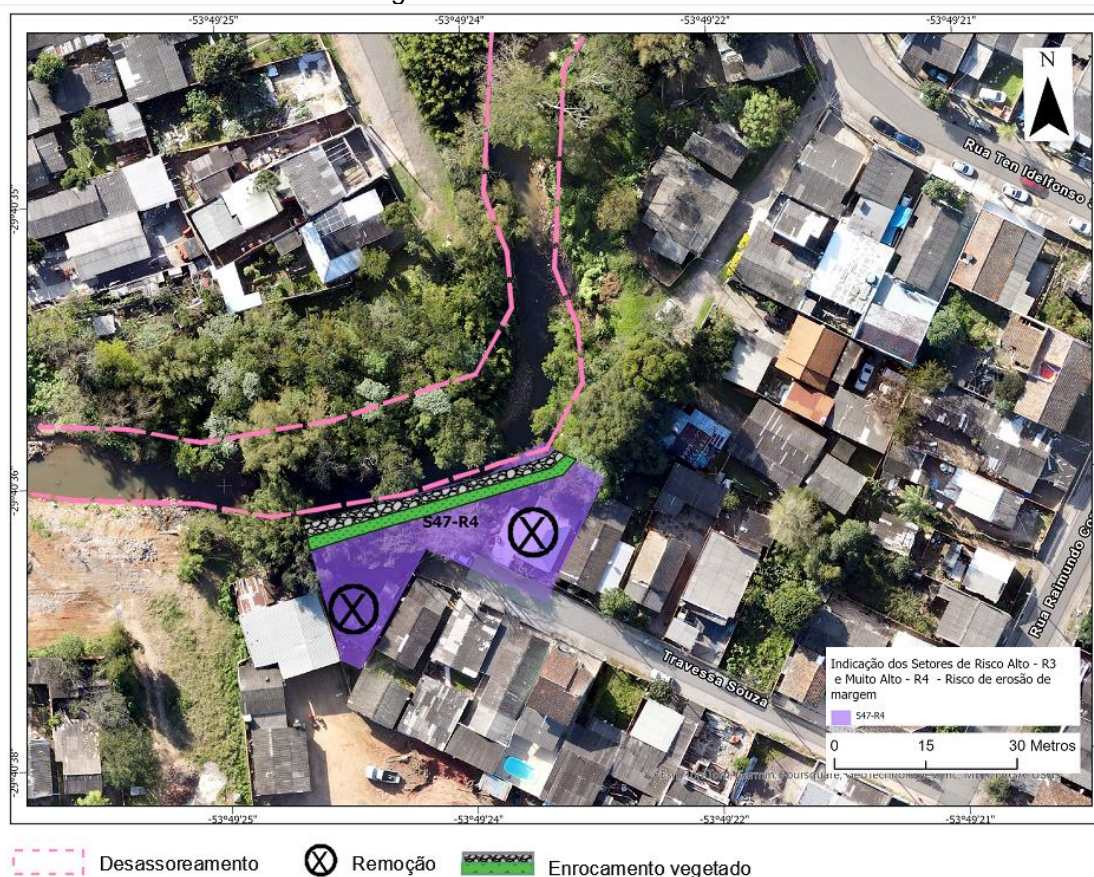 -53°49'25" -53°49'24" -53°49'22" -53°49'21"
-29°40'35"
-29°40'36"
-29°40'38"
N
Rua Ten Idelfonso
S47-R4
Travessa Souza
Rua Raimundo
Indicação dos Setores de Risco Alto - R3
e Muito Alto - R4 - Risco de erosão de
margem
S47-R4
0 15 30 Metros
-53°49'25" -53°49'24" -53°49'22" -53°49'21"
Desassoreamento Remoção Enrocamento vegetado